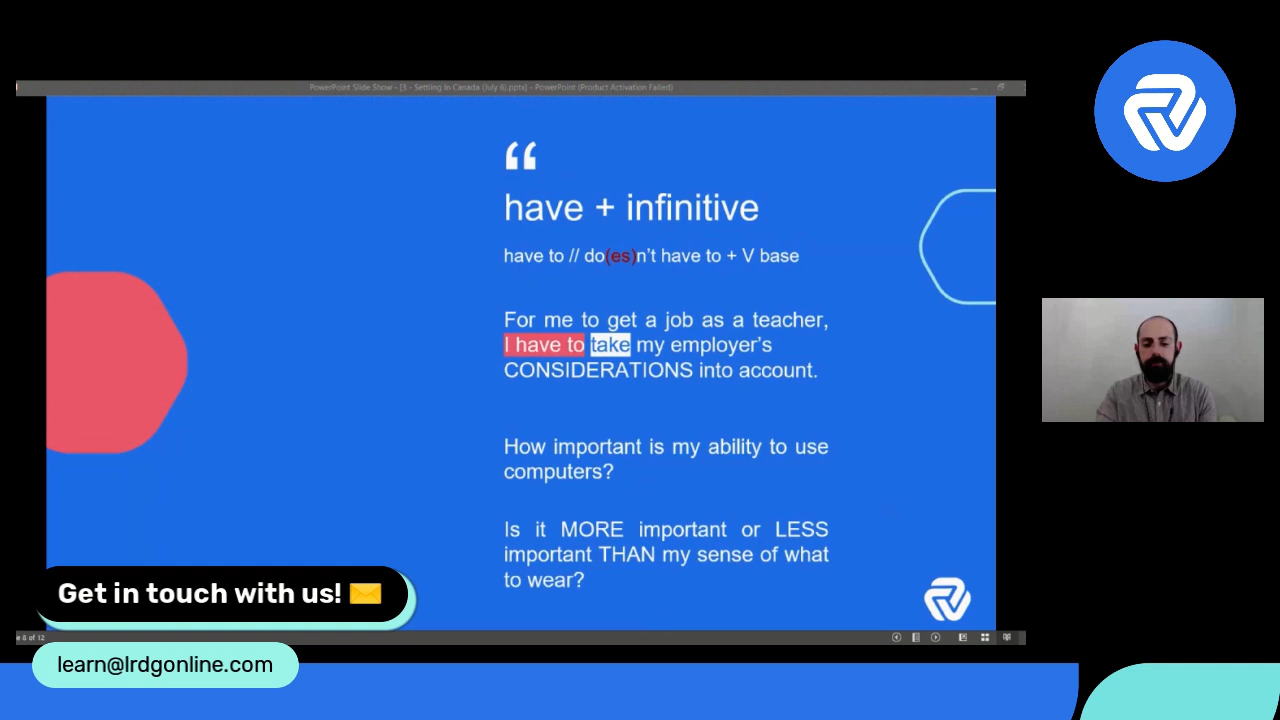 PowerPoint Slide Show - [3 - Settling In Canada (July 6).pptx] - PowerPoint (Product Activation Failed)
“
have + infinitive
have to // do(es)n’t have to + V base
For me to get a job as a teacher,
I have to take my employer’s
CONSIDERATIONS into account.
How important is my ability to use
computers?
Is it MORE important or LESS
important THAN my sense of what
to wear?
Get in touch with us! ✉️
8 of 12
learn@lrdgonline.com